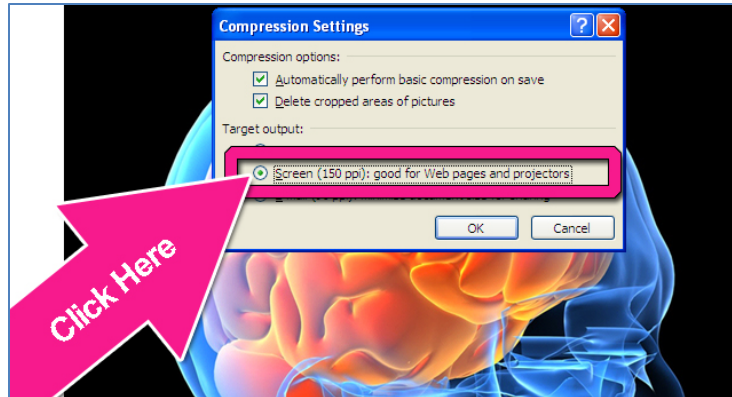 Compression Settings
Compression options:
Automatically perform basic compression on save
Delete cropped areas of pictures
Target output:
Screen (150 ppi): good for Web pages and projectors
OK Cancel
Click Here